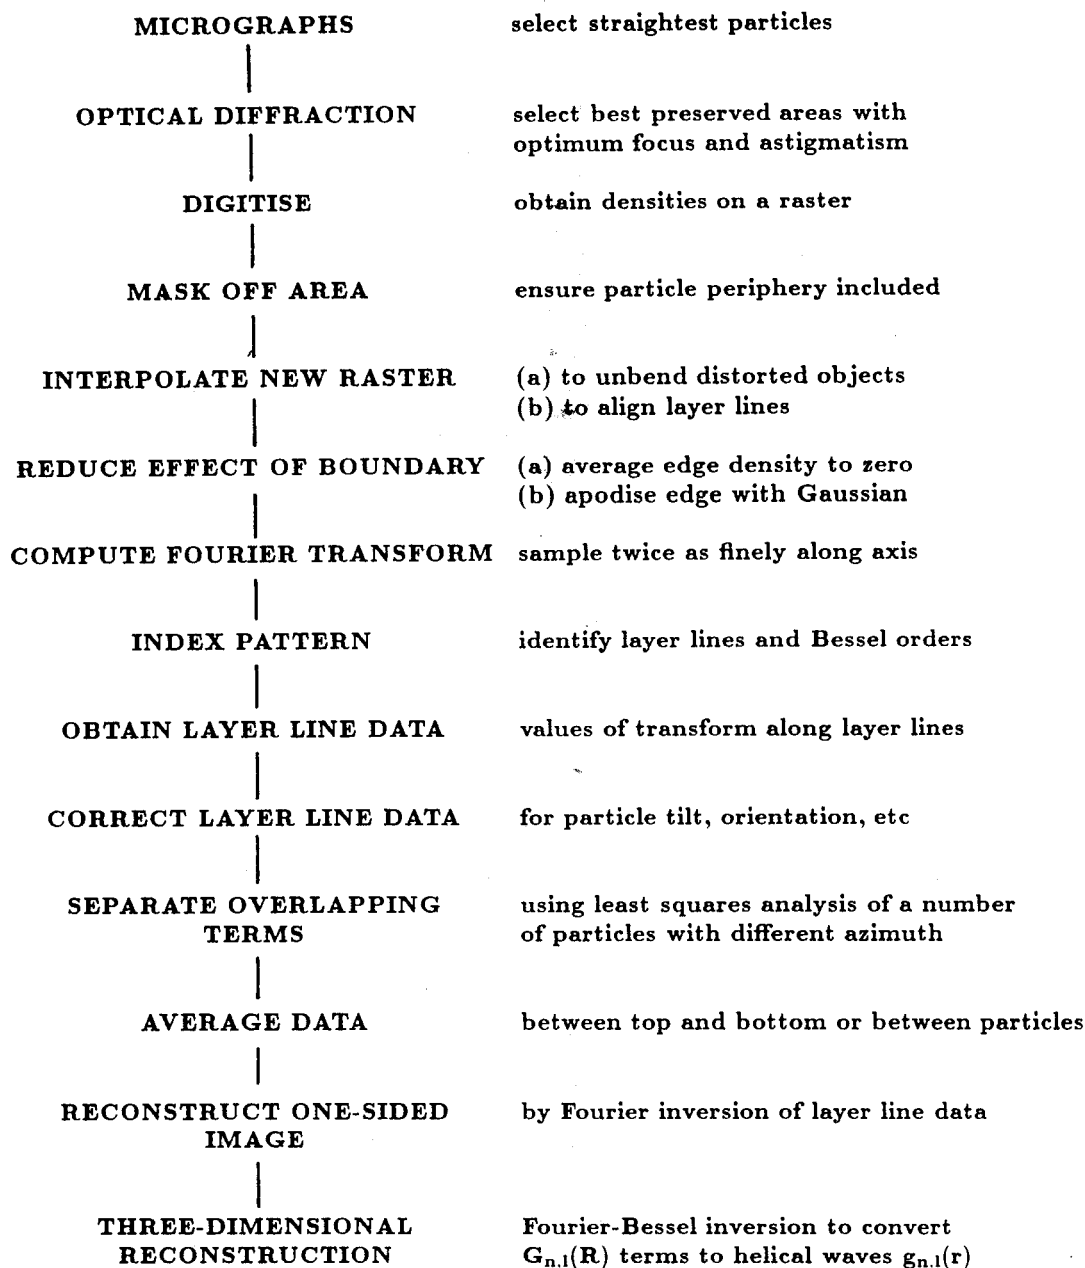 MICROGRAPHS select straightest particles
OPTICAL DIFFRACTION select best preserved areas with
optimum focus and astigmatism
DIGITISE obtain densities on a raster
MASK OFF AREA ensure particle periphery included
INTERPOLATE NEW RASTER (a) to unbend distorted objects
(b) to align layer lines
REDUCE EFFECT OF BOUNDARY (a) average edge density to zero
(b) apodise edge with Gaussian
COMPUTE FOURIER TRANSFORM sample twice as finely along axis
INDEX PATTERN identify layer lines and Bessel orders
OBTAIN LAYER LINE DATA values of transform along layer lines
CORRECT LAYER LINE DATA for particle tilt, orientation, etc
SEPARATE OVERLAPPING using least squares analysis of a number
TERMS of particles with different azimuth
AVERAGE DATA between top and bottom or between particles
RECONSTRUCT ONE-SIDED by Fourier inversion of layer line data
IMAGE
THREE-DIMENSIONAL Fourier-Bessel inversion to convert
RECONSTRUCTION Gn,l(R) terms to helical waves gn,l(r)